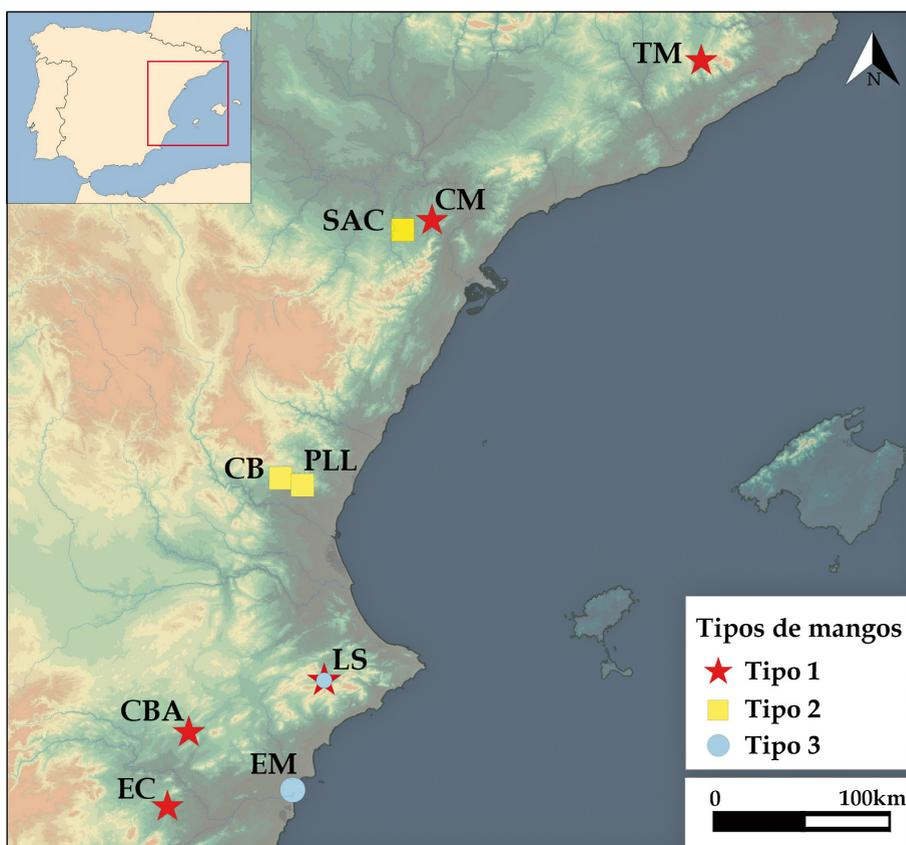 TM
N
CM
SAC
PLL
CB
LS
CBA
EM
EC
Tipos de mangos
Tipo 1
Tipo 2
Tipo 3
0 100km